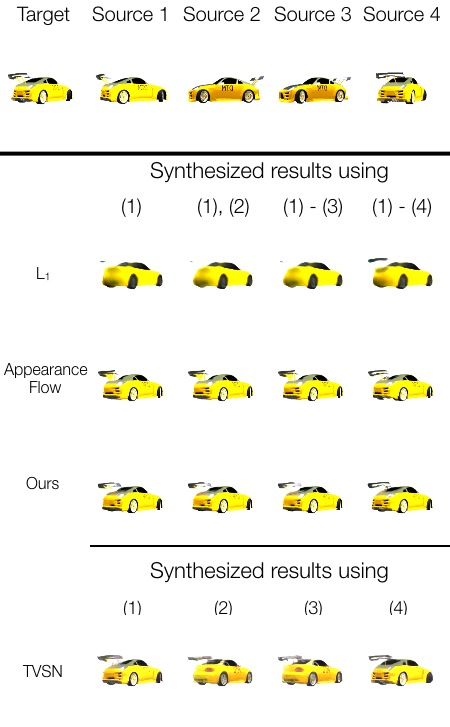 Target Source 1 Source 2 Source 3 Source 4
Synthesized results using
(1) (1), (2) (1) - (3) (1) - (4)
L₁
Appearance
Flow
Ours
Synthesized results using
(1) (2) (3) (4)
TVSN